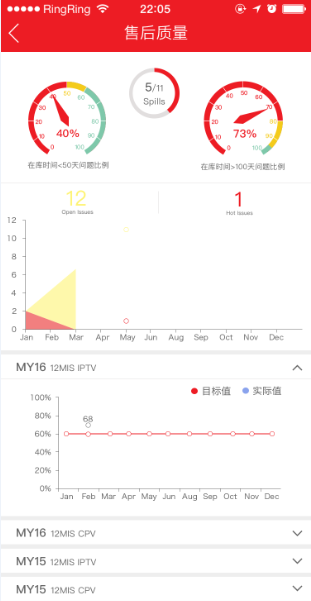 RingRing 22:05
售后质量
0 10 20 30 40 50 60 70 80 90 100
40%
在库时间<50天问题比例
5/11
Spills
0 10 20 30 40 50 60 70 80 90 100
73%
在库时间>100天问题比例
12 1
Open Issues Hot Issues
12
10
8
6
4
2
0
Jan Feb Mar Apr May Jun Aug Sep Oct Nov Dec
MY16 12MIS IPTV
目标值 实际值
100%
80%
60%
40%
20%
0%
68
Jan Feb Mar Apr May Jun Jul Aug Sep Oct Nov Dec
MY16 12MIS CPV
MY15 12MIS IPTV
MY15 12MIS CPV